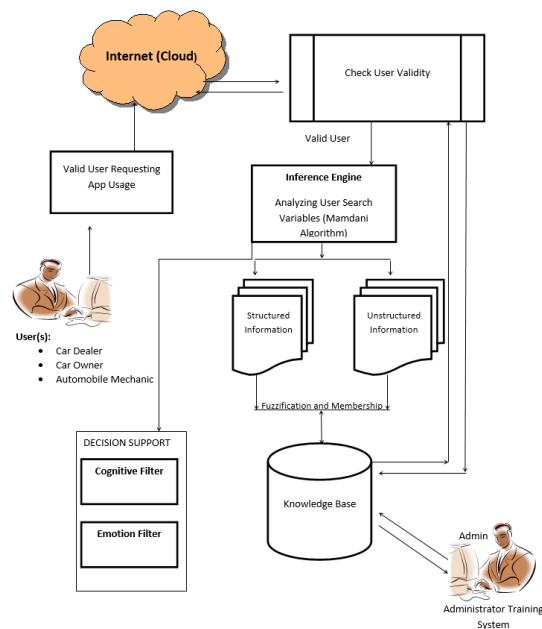 Internet (Cloud)
Check User Validity
Valid User
Valid User Requesting
App Usage
Inference Engine
Analyzing User Search
Variables (Mamdani
Algorithm)
Structured
Information
Unstructured
Information
User(s):
• Car Dealer
• Car Owner
• Automobile Mechanic
Fuzzification and Membership
DECISION SUPPORT
Cognitive Filter
Emotion Filter
Knowledge Base
Admin
Administrator Training
System